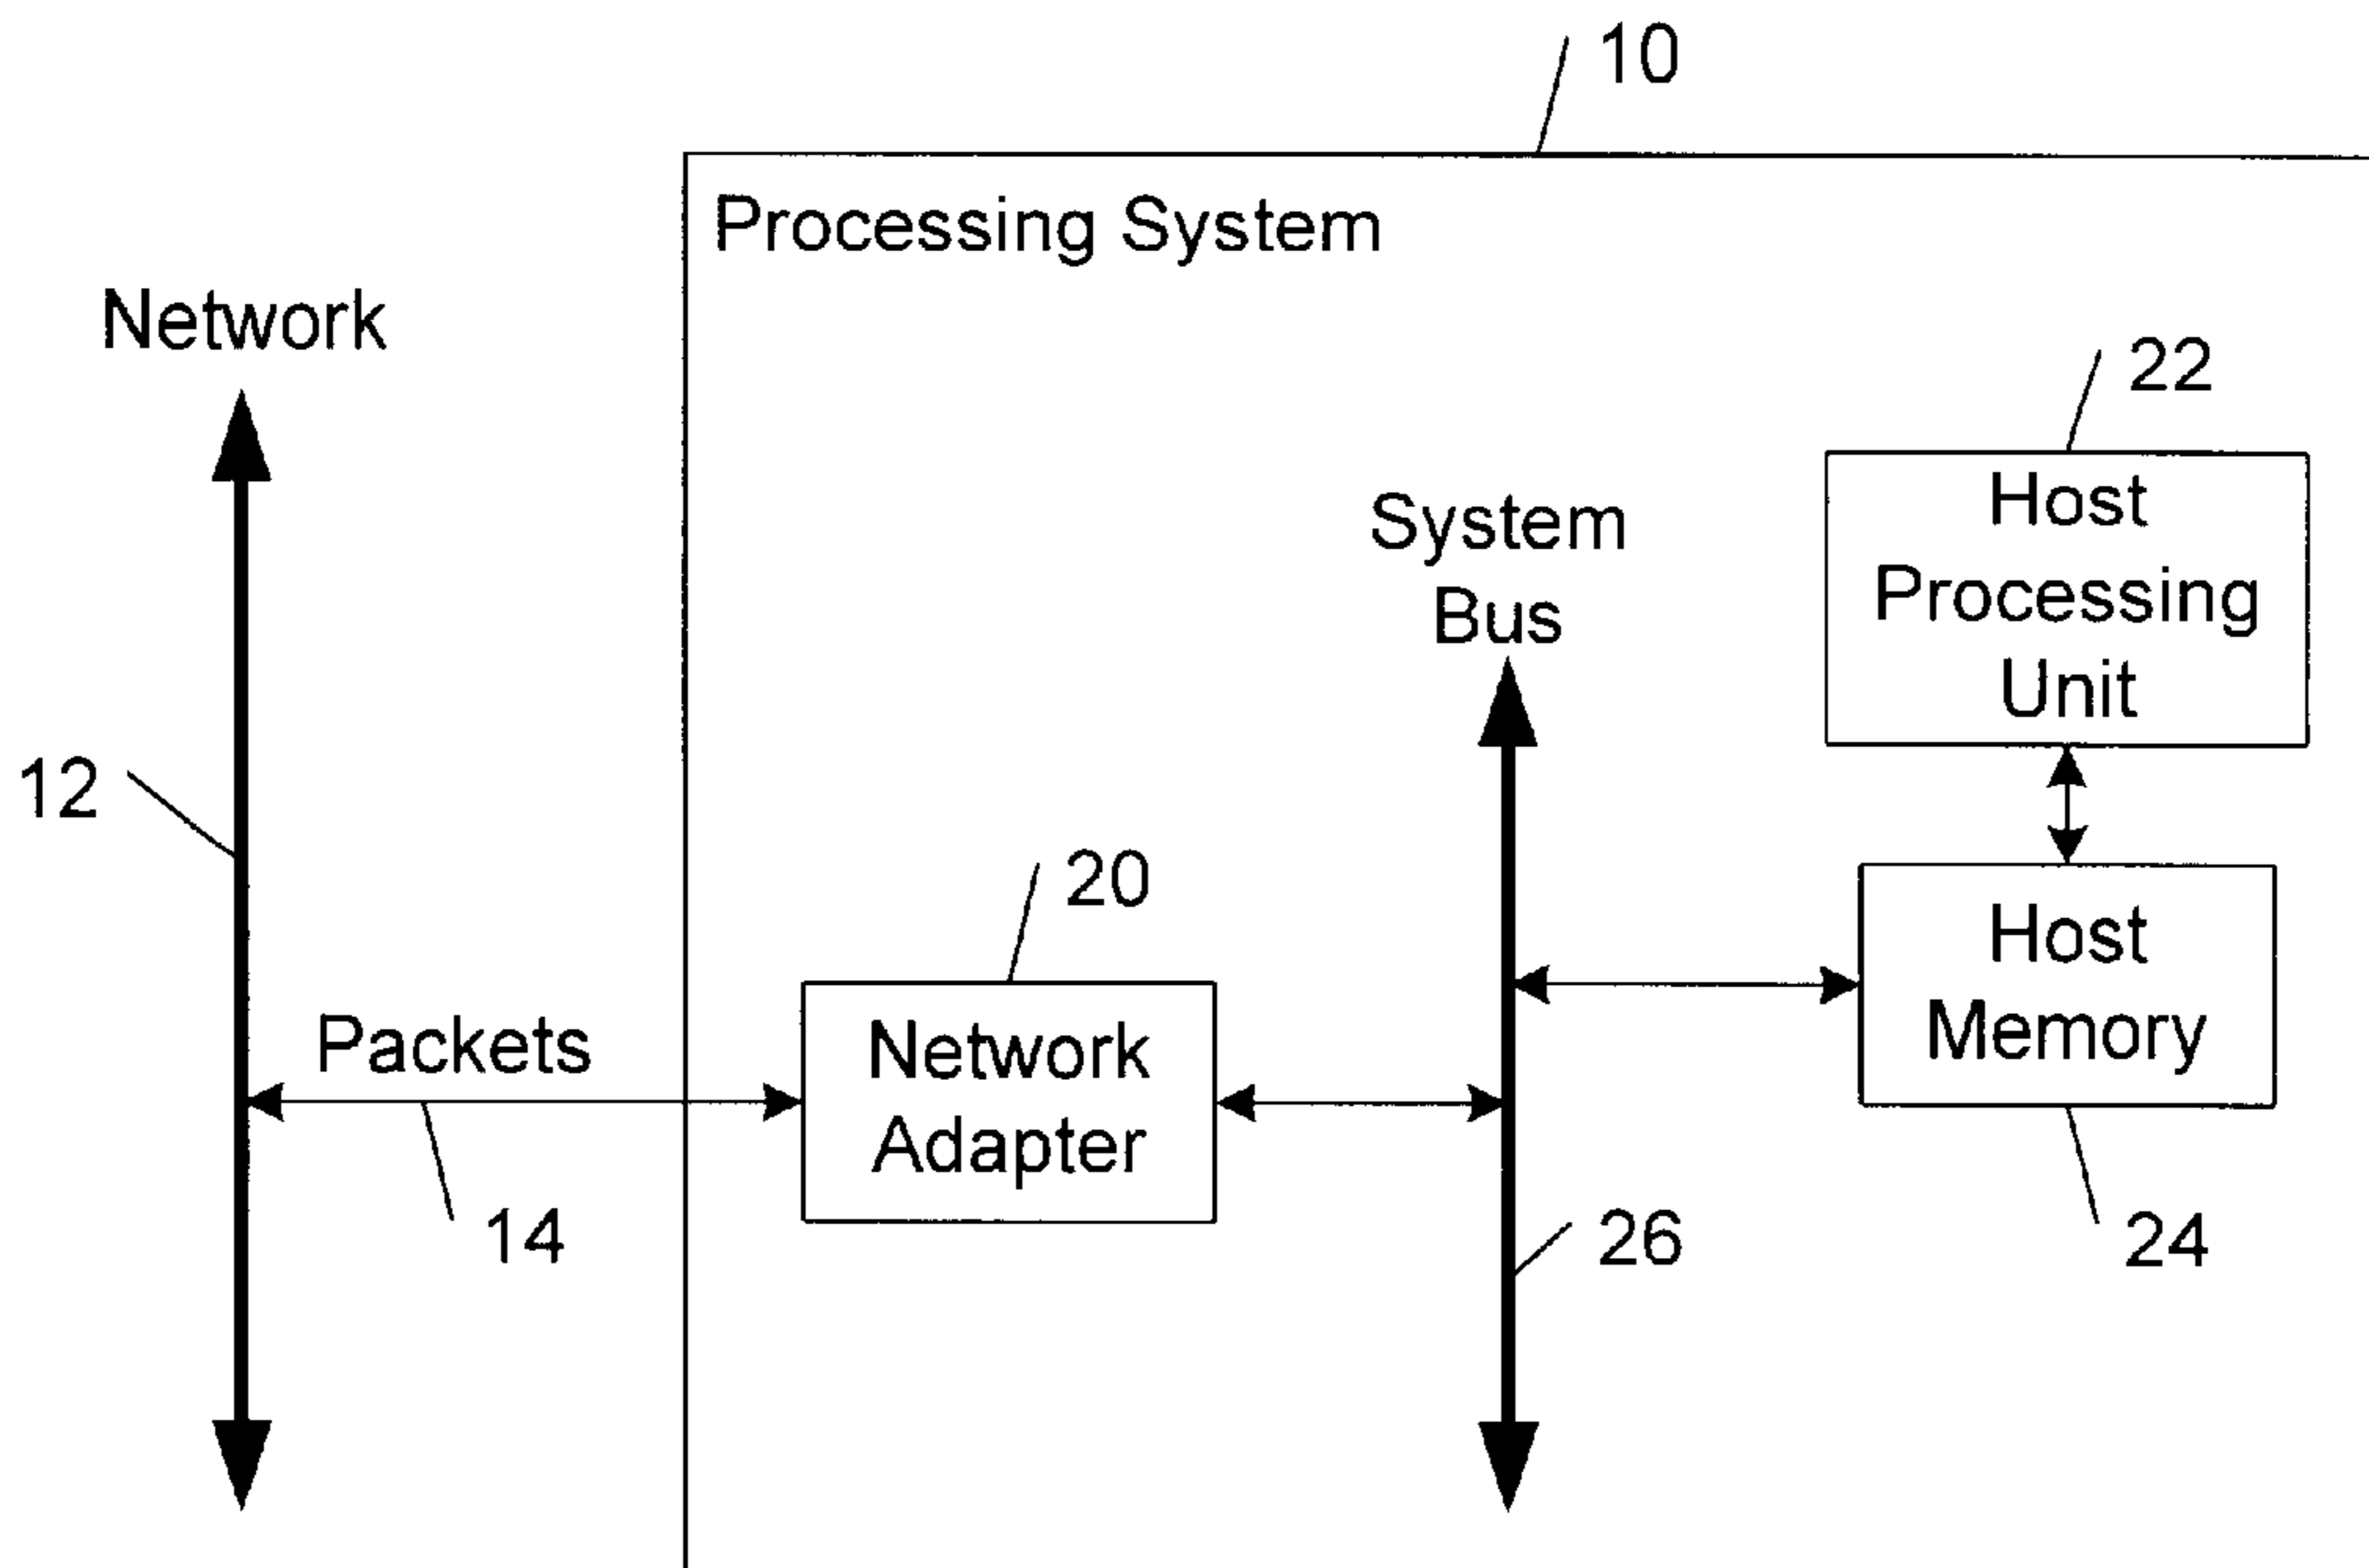 10
Processing System
Network
22
Host
Processing
Unit
System
Bus
12
20
Host
Memory
Packets
Network
Adapter
14
26
24